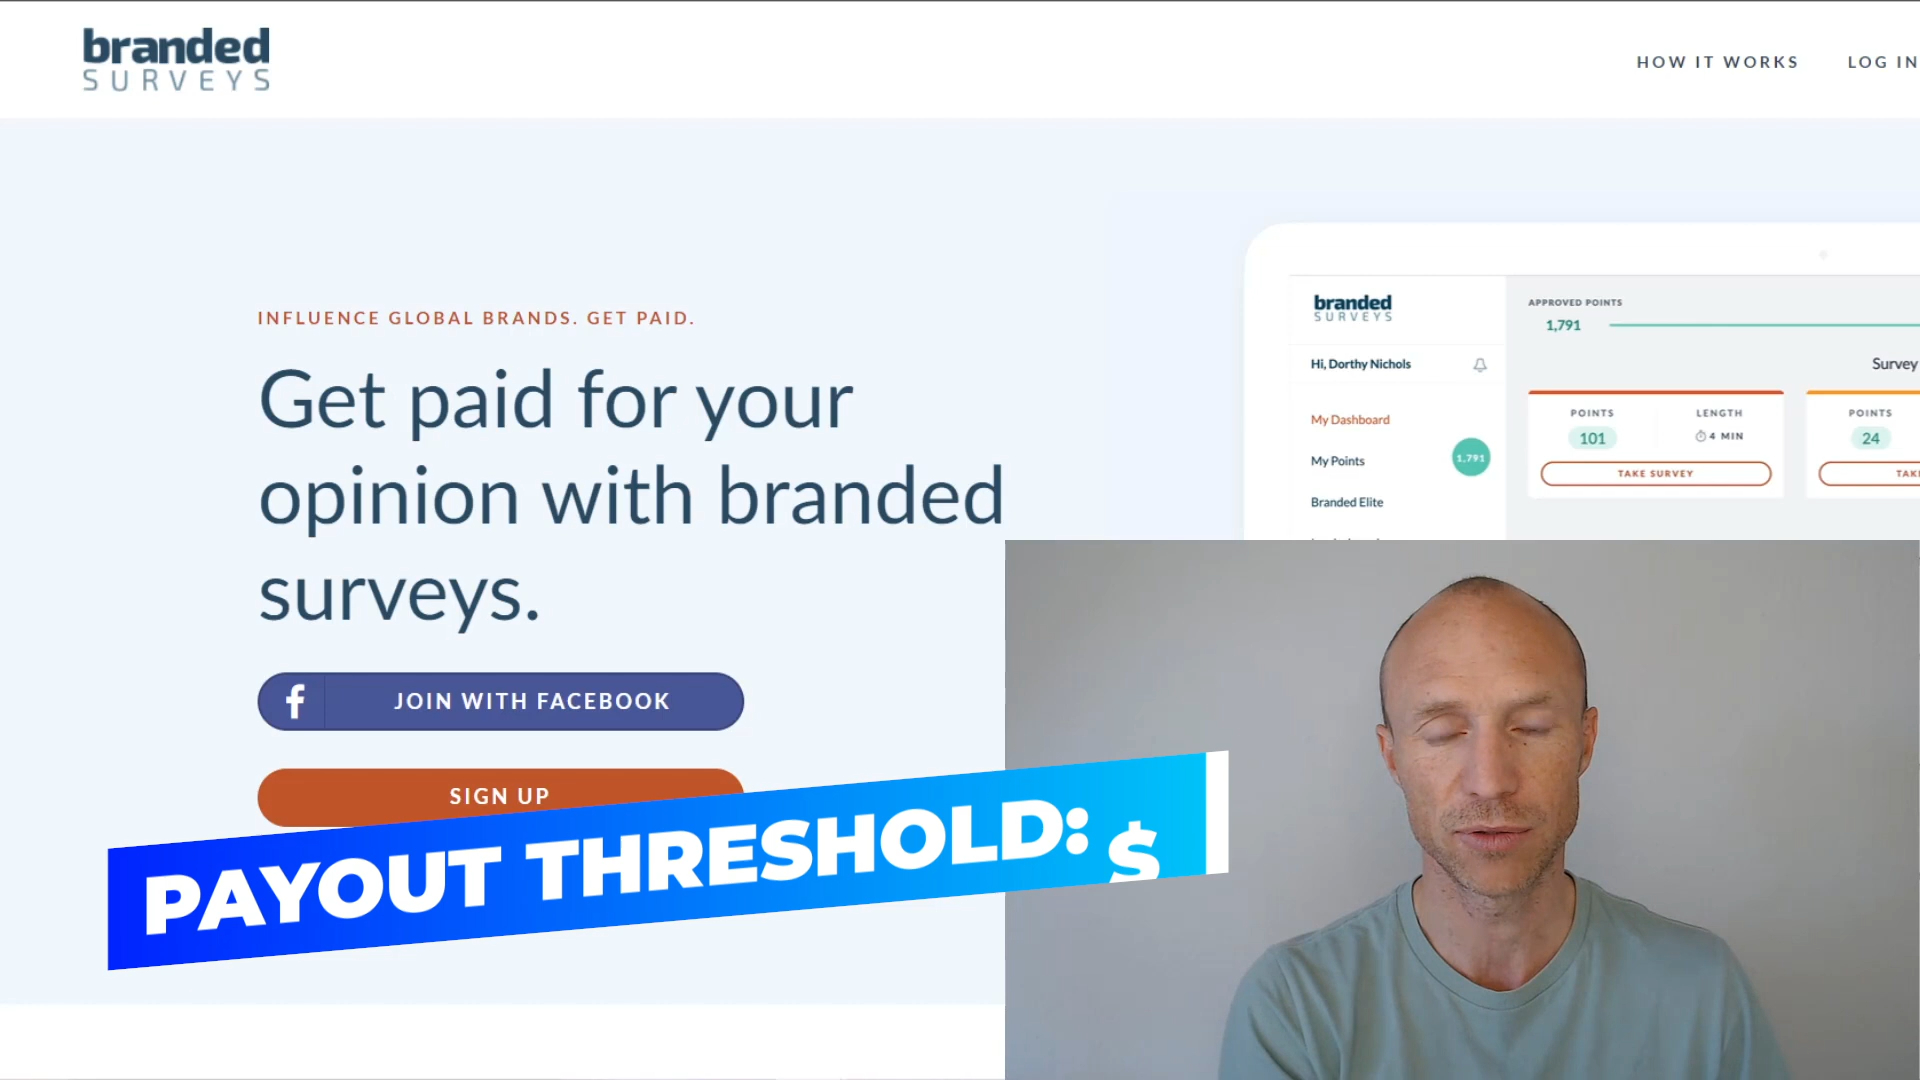 branded
SURVEYS
HOW IT WORKS
LOG IN
INFLUENCE GLOBAL BRANDS. GET PAID.
Get paid for your
opinion with branded
surveys.
JOIN WITH FACEBOOK
SIGN UP
branded
SURVEYS
Hi, Dorthy Nichols
My Dashboard
My Points
1,791
Branded Elite
APPROVED POINTS
1,791
Survey
POINTS
101
LENGTH
4 MIN
TAKE SURVEY
POINTS
24
PAYOUT THRESHOLD: $